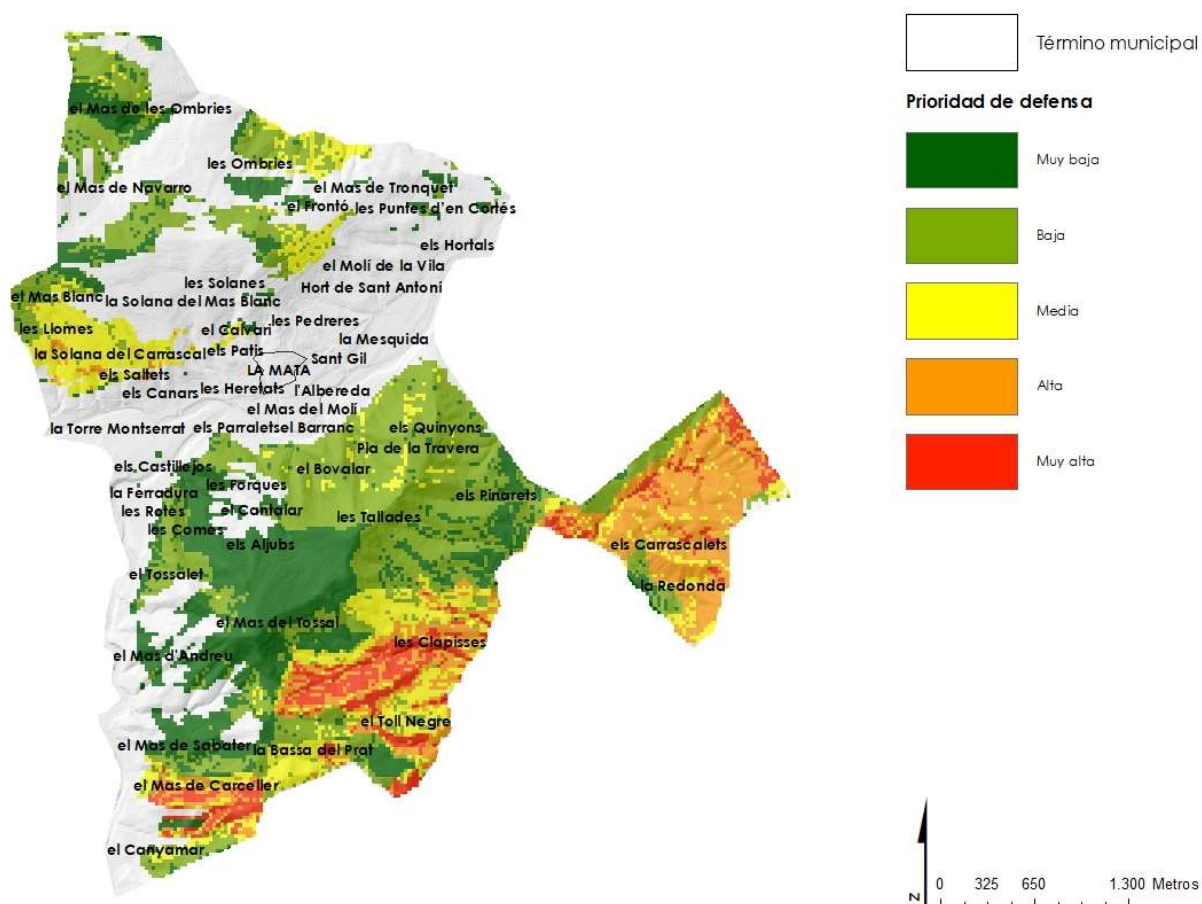 Término municipal
Prioridad de defensa
Muy baja
Baja
Media
Alta
Muy alta
el Mas de les Ombries
les Ombries
el Mas de Navarro
el Mas de Tronquet
el Frontó
les Puntes d'en Cortés
els Hortals
el Molí de la Vila
les Solanes
Hort de Sant Antoni
el Mas Blanc
la Solana del Mas Blanc
les Pedreres
les Llomes
el Calvari
la Mesquida
la Solana del Carrascal
els Patis
Sant Gil
LA MATA
els Saltets
els Canars
les Heretats
l'Albereda
el Mas del Molí
la Torre Montserrat
els Parraletsel Barranc
els Quinyons
Pla de la Travera
els Castillejos
el Bovalar
la Ferradura
les Forques
els Pinarets
les Rotes
el Cantalar
les Tallades
les Comes
els Aljubs
els Carrascalets
el Tossalet
la Redonda
el Mas del Tossal
les Clapisses
el Mas d'Andreu
el Toll Negre
el Mas de Sabater
la Bassa del Prat
el Mas de Carceller
el Canyamar
N
0 325 650 1.300 Metros